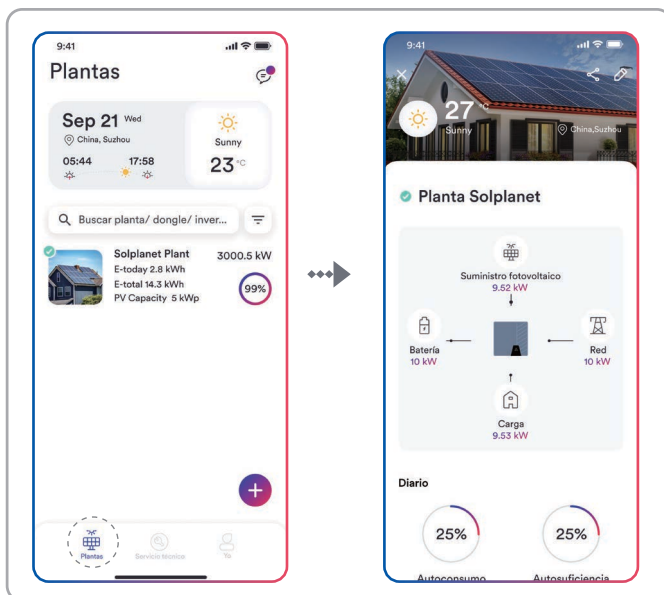 9:41
Plantas
Sep 21 Wed
China, Suzhou
05:44 17:58
Sunny
23 °C
Buscar planta/ dongle/ inver...
Solplanet Plant
3000.5 kW
E-today 2.8 kWh
E-total 14.3 kWh
PV Capacity 5 kWp
99%
Plantas
Servicio técnico
Yo
9:41
27 °C
Sunny
China,Suzhou
Planta Solplanet
Suministro fotovoltaico
9.52 kW
Batería
10 kW
Red
10 kW
Carga
9.53 kW
Diario
25%
25%
Autoconsumo
Autosuficiencia